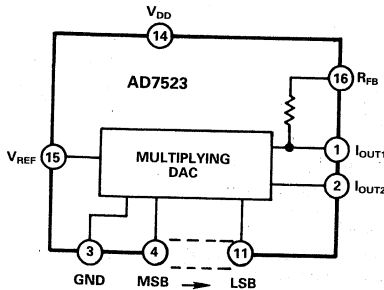 VDD
14
16 RFB
AD7523
VREF 15
MULTIPLYING
DAC
1 IOUT1
2 IOUT2
3 4 11
GND MSB → LSB